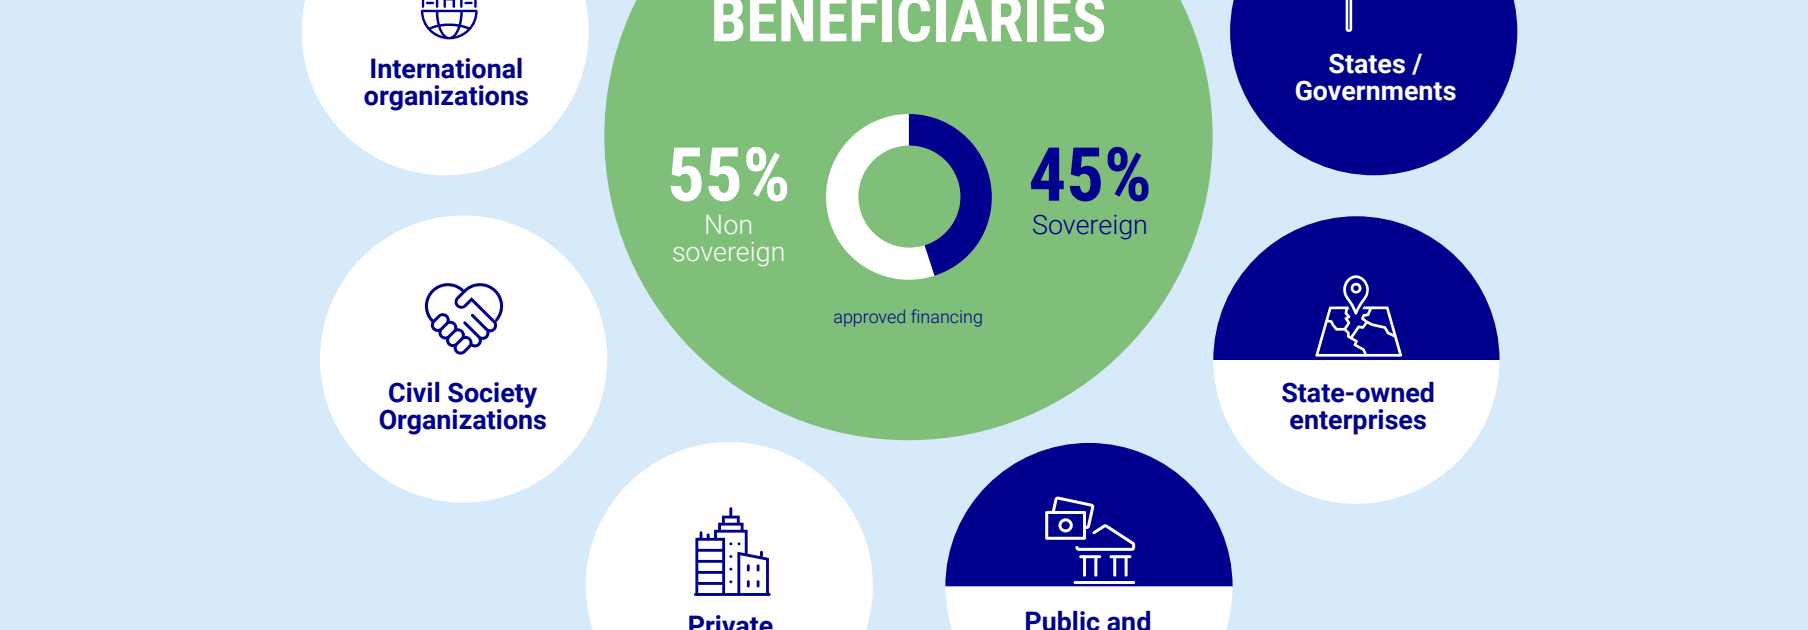 BENEFICIARIES
International
organizations
States /
Governments
55%
Non
sovereign
45%
Sovereign
approved financing
Civil Society
Organizations
State-owned
enterprises
Private
Public and